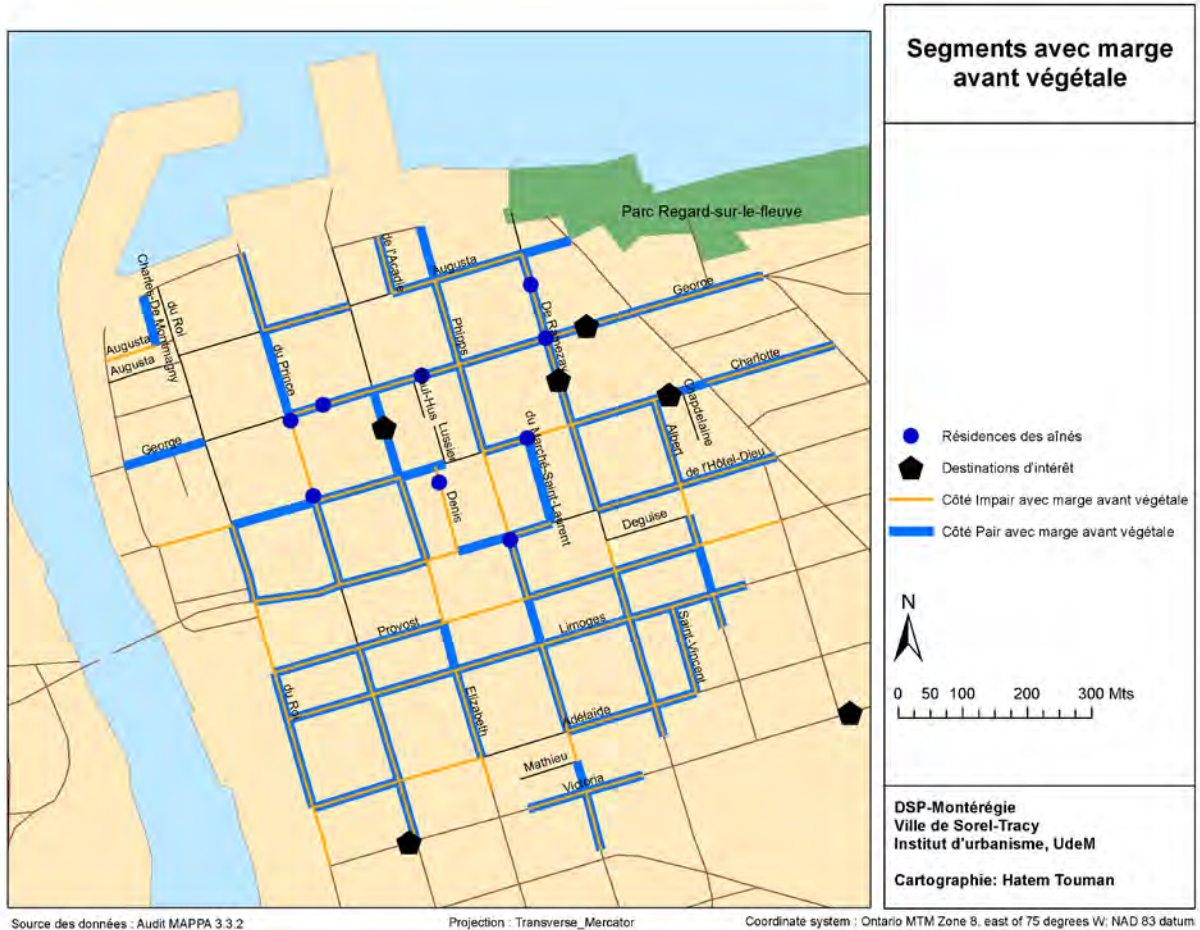 Segments avec marge
avant végétale
Parc Regard-sur-le-fleuve
de l'Acadie
Augusta
Charles-De Montmagny
du Roi
George
De Ramezay
Augusta
Augusta
Phipps
du Prince
Charlotte
Chapdelaine
Lussier
du Marché-Saint-Laurent
Albert
George
de l'Hôtel-Dieu
Denis
Deguise
Provost
Limoges
Saint-Vincent
du Roi
Elizabeth
Adélaïde
Mathieu
Victoria
Résidences des aînés
Destinations d'intérêt
Côté Impair avec marge avant végétale
Côté Pair avec marge avant végétale
N
0 50 100 200 300 Mts
DSP-Montérégie
Ville de Sorel-Tracy
Institut d'urbanisme, UdeM
Cartographie: Hatem Touman
Source des données : Audit MAPPA 3.3.2
Projection : Transverse_Mercator
Coordinate system : Ontario MTM Zone 8, east of 75 degrees W; NAD 83 datum